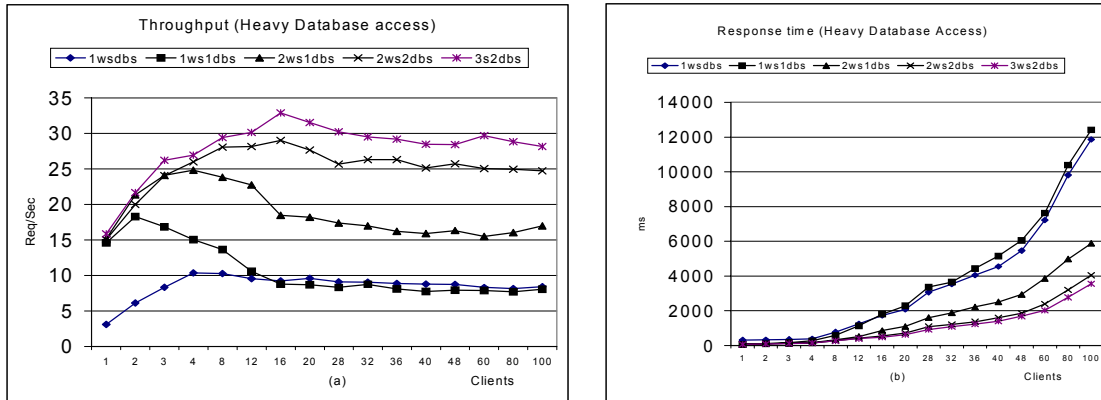 Throughput (Heavy Database access)
1wsdbs 1ws1dbs 2ws1dbs 2ws2dbs 3s2dbs
35
30
25
20
15
10
5
0
Req/Sec
1 2 3 4 8 12 16 20 28 32 36 40 48 60 80 100
(a) Clients
Response time (Heavy Database Access)
1wsdbs 1ws1dbs 2ws1dbs 2ws2dbs 3ws2dbs
14000
12000
10000
8000
6000
4000
2000
0
ms
1 2 3 4 8 12 16 20 28 32 36 40 48 60 80 100
(b) Clients